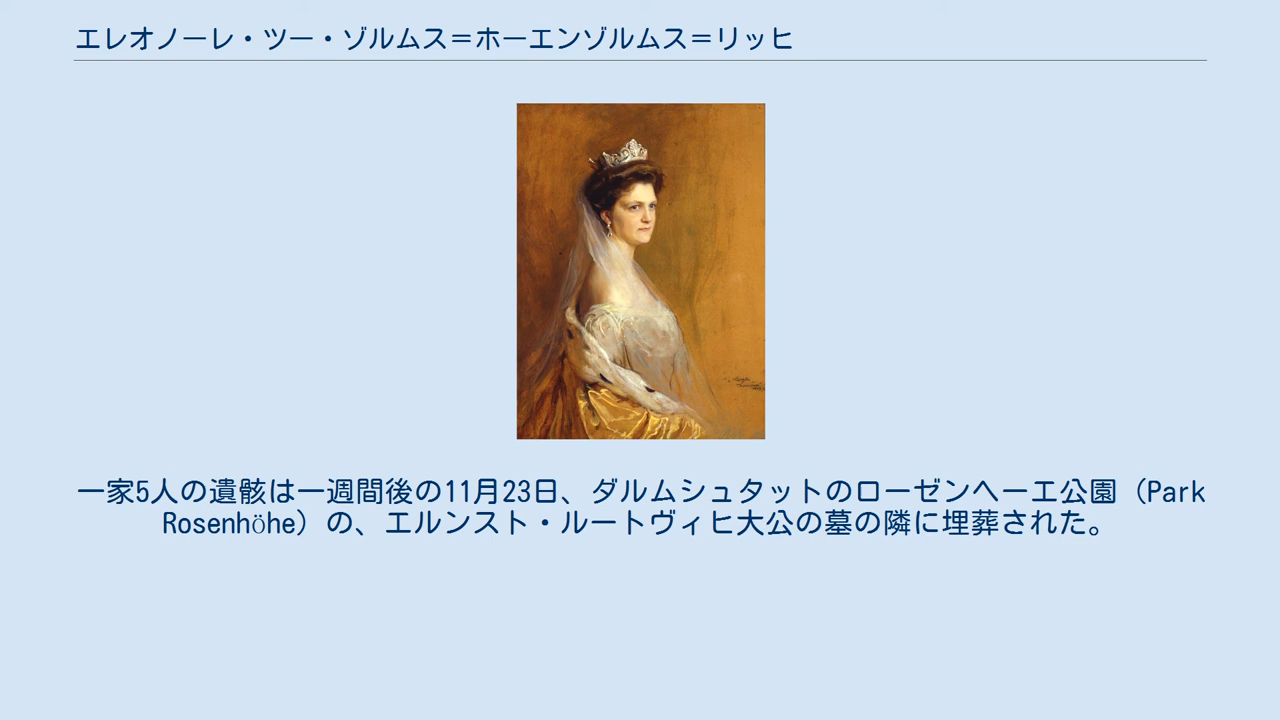 エレオノーレ・ツー・ゾルムス＝ホーエンゾルムス＝リッヒ
一家5人の遺骸は一週間後の11月23日、ダルムシュタットのローゼンヘーエ公園（Park
Rosenhöhe）の、エルンスト・ルートヴィヒ大公の墓の隣に埋葬された。